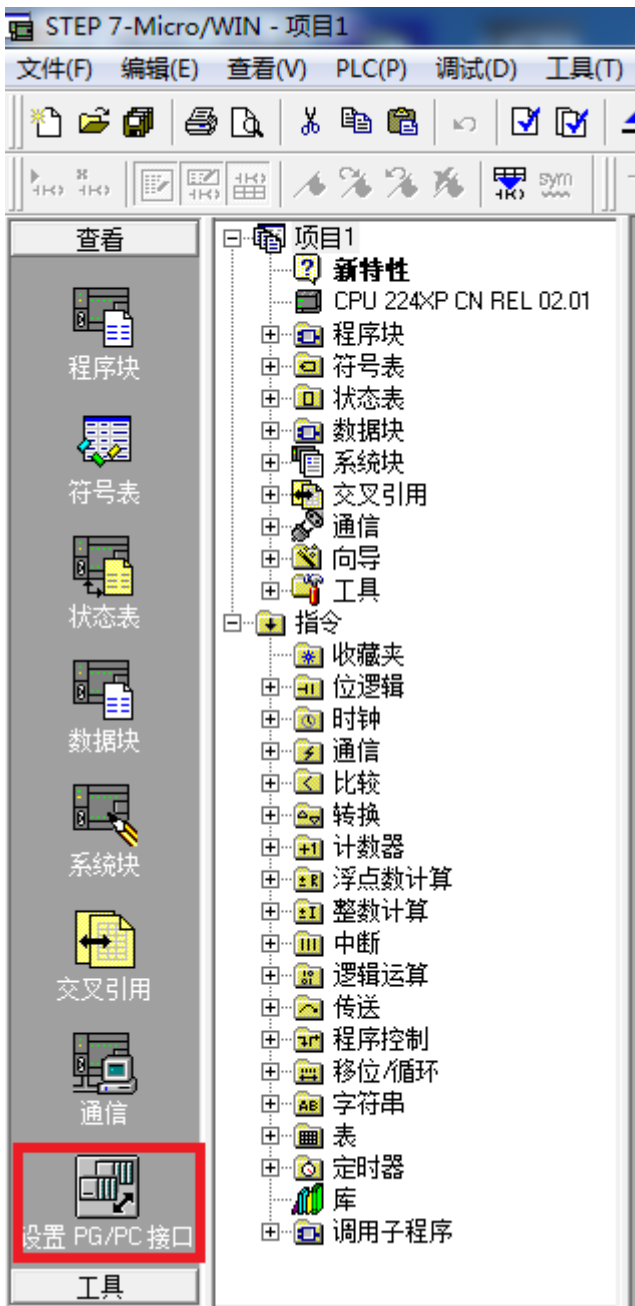 STEP 7-Micro/WIN - 项目1
文件(F) 编辑(E) 查看(V) PLC(P) 调试(D) 工具(T)
sym
查看
程序块
符号表
状态表
数据块
系统块
交叉引用
通信
设置 PG/PC 接口
工具
项目1
新特性
CPU 224XP CN REL 02.01
程序块
符号表
状态表
数据块
系统块
交叉引用
通信
向导
工具
指令
收藏夹
位逻辑
时钟
通信
比较
转换
计数器
浮点数计算
整数计算
中断
逻辑运算
传送
程序控制
移位/循环
字符串
表
定时器
库
调用子程序